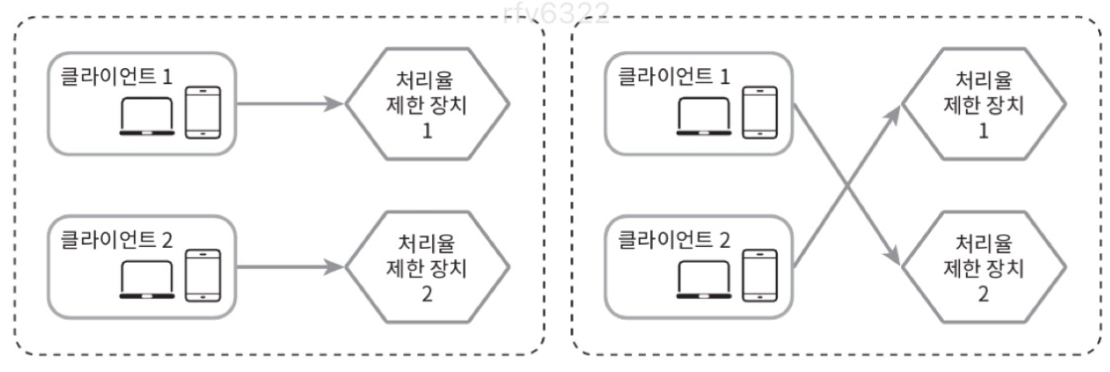 rfv6322
클라이언트 1
처리율
제한 장치
1
클라이언트 2
처리율
제한 장치
2
클라이언트 1
처리율
제한 장치
1
클라이언트 2
처리율
제한 장치
2